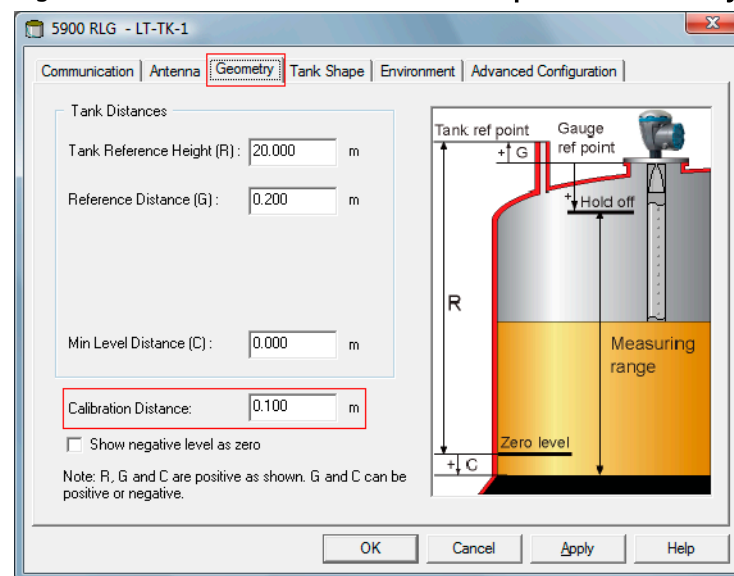 5900 RLG - LT-TK-1
Communication Antenna Geometry Tank Shape Environment Advanced Configuration
Tank Distances
Tank Reference Height (R) : 20.000 m
Reference Distance (G) : 0.200 m
Min Level Distance (C) : 0.000 m
Calibration Distance: 0.100 m
Show negative level as zero
Note: R, G and C are positive as shown. G and C can be
positive or negative.
Tank ref point
Gauge
ref point
+ G
+ Hold off
R
Measuring
range
Zero level
+ C
OK Cancel Apply Help